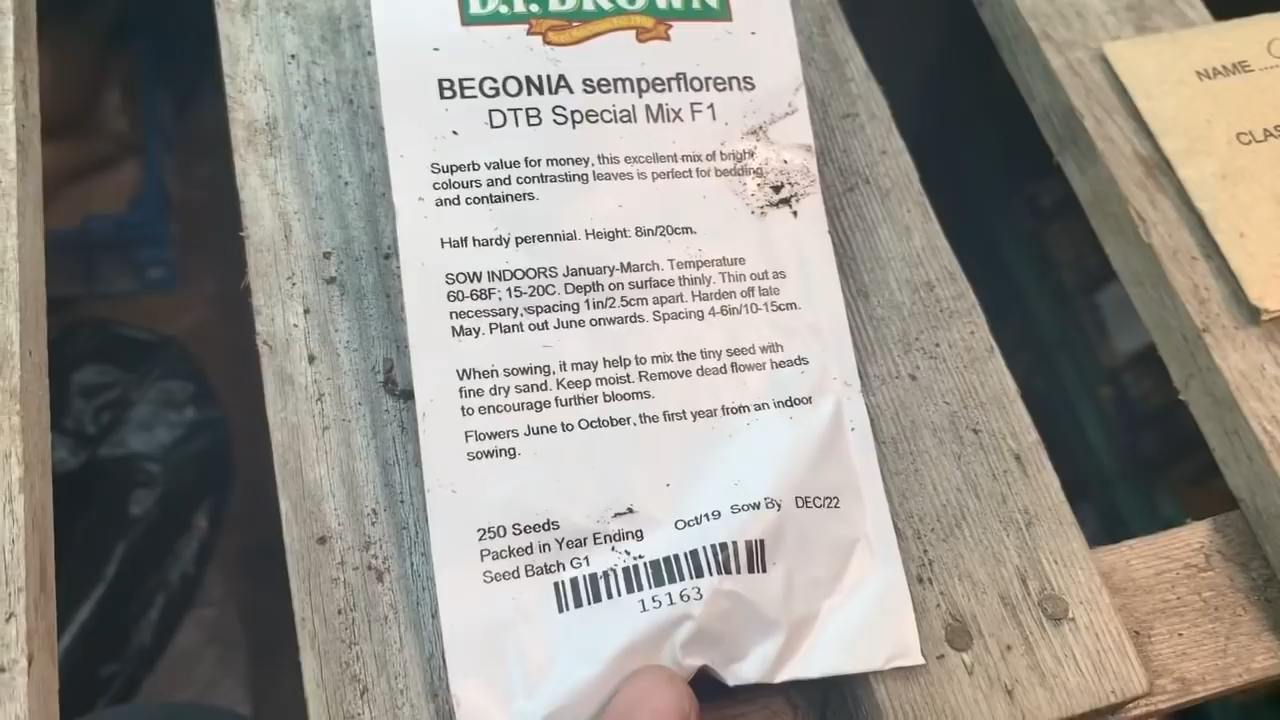 D.T. BROWN
BEGONIA semperflorens
DTB Special Mix F1
Superb value for money, this excellent mix of bright
colours and contrasting leaves is perfect for bedding
and containers.
Half hardy perennial. Height: 8in/20cm.
SOW INDOORS January-March. Temperature
60-68F; 15-20C. Depth on surface thinly. Thin out as
necessary, spacing 1in/2.5cm apart. Harden off late
May. Plant out June onwards. Spacing 4-6in/10-15cm.
When sowing, it may help to mix the tiny seed with
fine dry sand. Keep moist. Remove dead flower heads
to encourage further blooms.
Flowers June to October, the first year from an indoor
sowing.
250 Seeds
Packed in Year Ending Oct/19 Sow By DEC/22
Seed Batch G1
15163
NAME